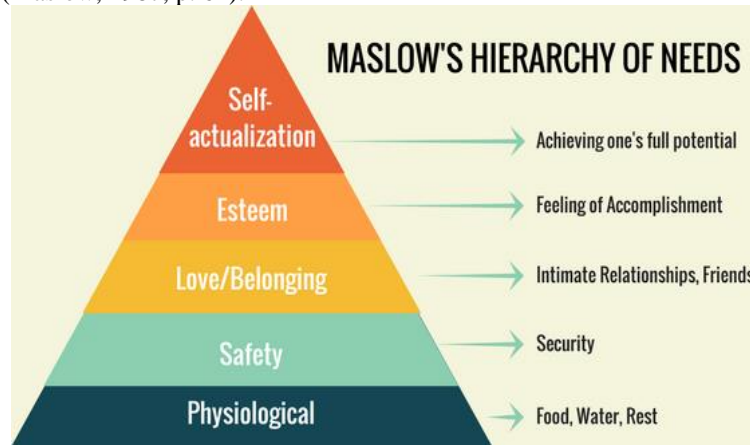 MASLOW'S HIERARCHY OF NEEDS
Self-
actualization
Achieving one's full potential
Esteem
Feeling of Accomplishment
Love/Belonging
Intimate Relationships, Friends
Safety
Security
Physiological
Food, Water, Rest